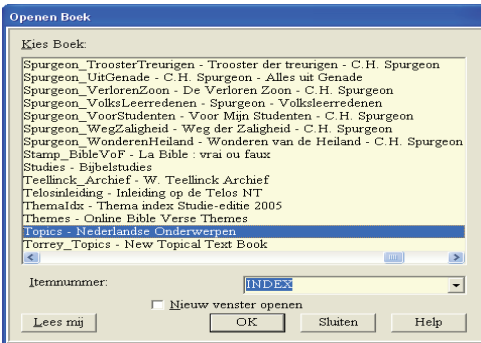 Openen Boek
Kies Boek:
Spurgeon_TroosterTreurigen - Trooster der treurigen - C.H. Spurgeon
Spurgeon_UitGenade - C.H. Spurgeon - Alles uit Genade
Spurgeon_VerlorenZoon - De Verloren Zoon - C.H. Spurgeon
Spurgeon_VolksLeerredenen - Spurgeon - Volksleerredenen
Spurgeon_VoorStudenten - Voor Mijn Studenten - C.H. Spurgeon
Spurgeon_WegZaligheid - Weg der Zaligheid - C.H. Spurgeon
Spurgeon_WonderenHeiland - Wonderen van de Heiland - C.H. Spurgeon
Stamp_BibleVoF - La Bible : vrai ou faux
Studies - Bijbelstudies
Teellinck_Archief - W. Teellinck Archief
Telosinleiding - Inleiding op de Telos NT
ThemaIdx - Thema index Studie-editie 2005
Themes - Online Bible Verse Themes
Topics - Nederlandse Onderwerpen
Torrey_Topics - New Topical Text Book
Itemnummer: INDEX
Nieuw venster openen
Lees mij OK Sluiten Help